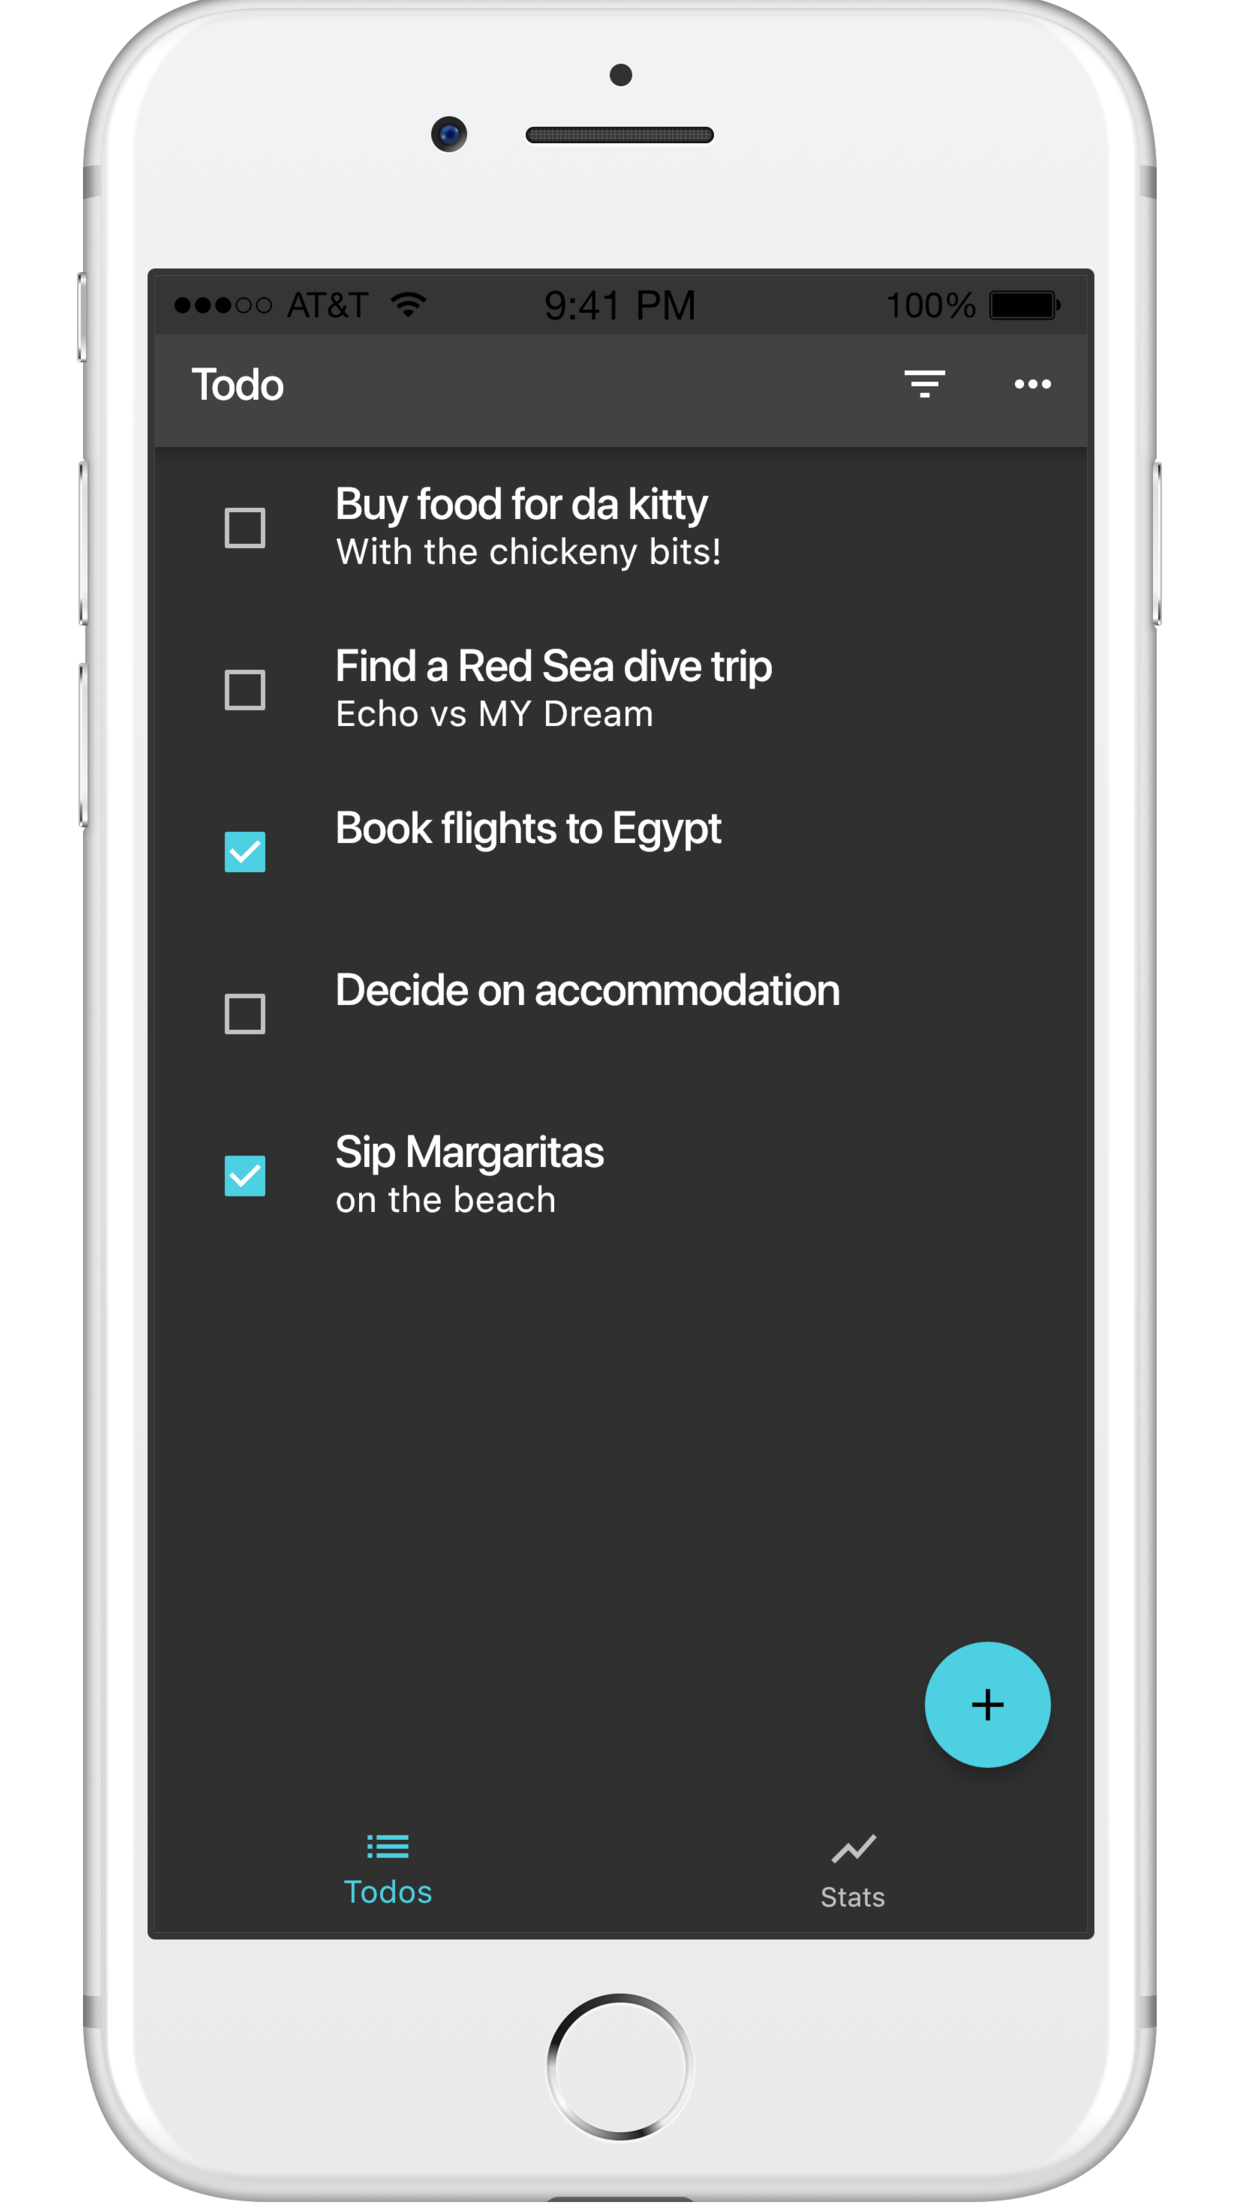 AT&T 9:41 PM 100%
Todo
Buy food for da kitty
With the chickeny bits!
Find a Red Sea dive trip
Echo vs MY Dream
Book flights to Egypt
Decide on accommodation
Sip Margaritas
on the beach
+
Todos Stats